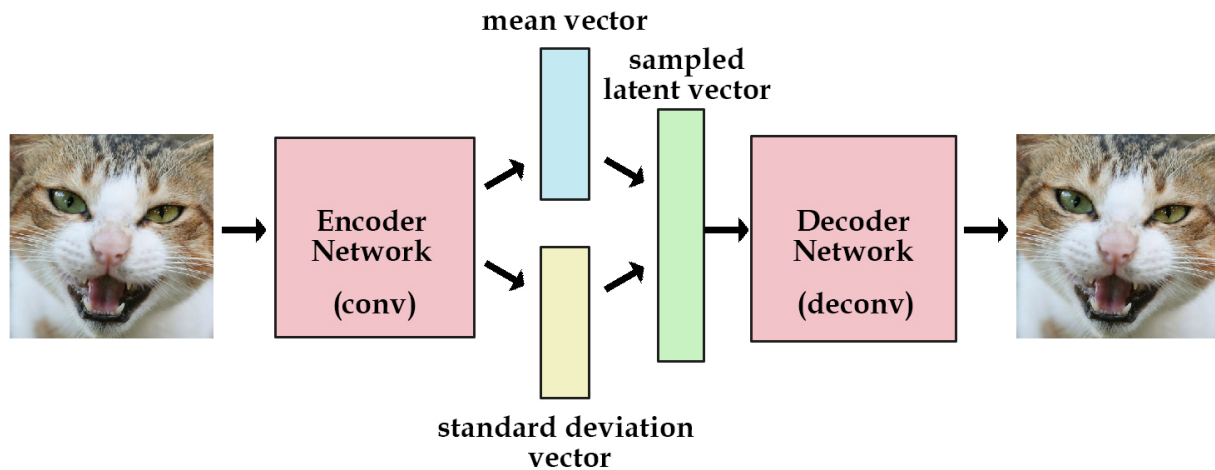 mean vector
sampled
latent vector
Encoder
Network
(conv)
Decoder
Network
(deconv)
standard deviation
vector